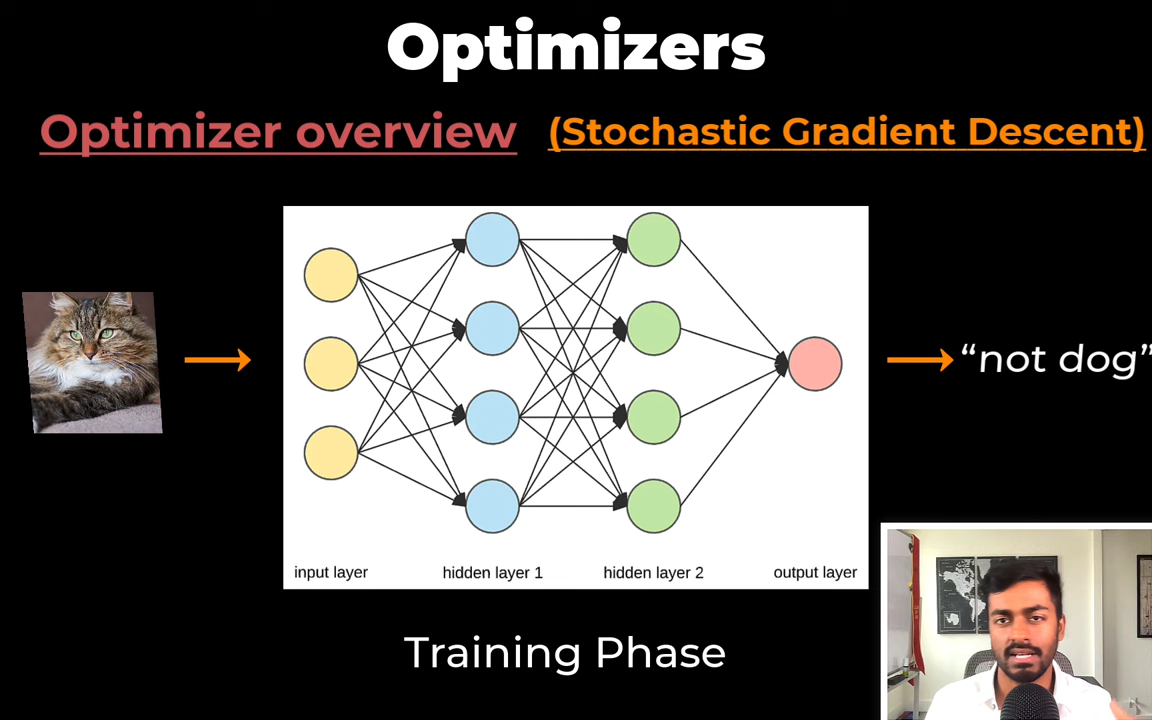 Optimizers
Optimizer overview (Stochastic Gradient Descent)
“not dog”
input layer hidden layer 1 hidden layer 2 output layer
Training Phase